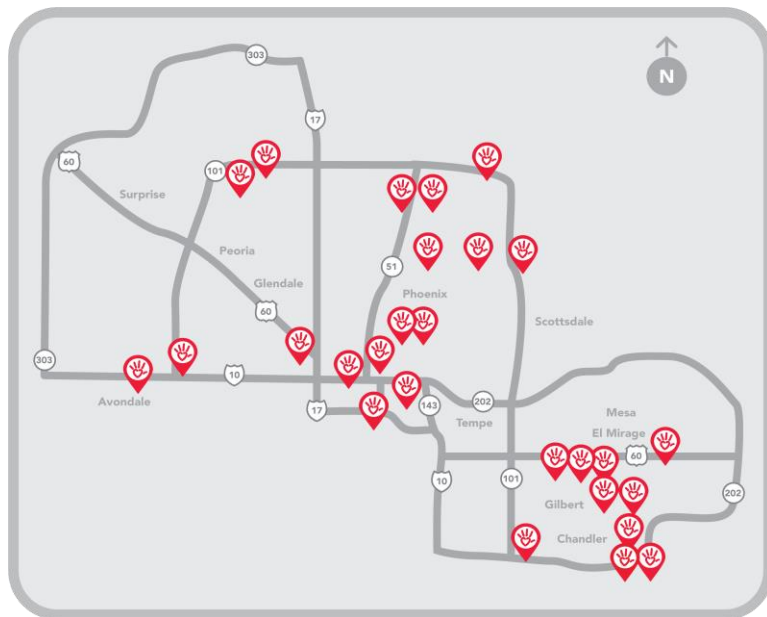 303
N
17
60
101
Surprise
Peoria
51
Glendale
Phoenix
60
Scottsdale
303
10
Avondale
17
143
202
Tempe
Mesa
El Mirage
60
10
101
202
Gilbert
Chandler